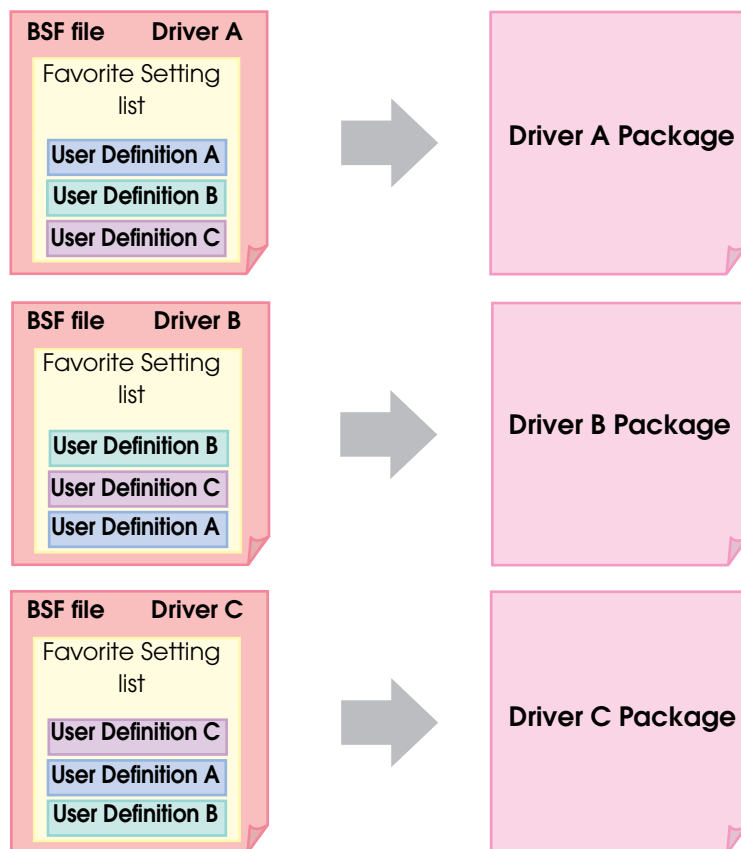 BSF file Driver A
Favorite Setting
list
User Definition A
User Definition B
User Definition C
Driver A Package
BSF file Driver B
Favorite Setting
list
User Definition B
User Definition C
User Definition A
Driver B Package
BSF file Driver C
Favorite Setting
list
User Definition C
User Definition A
User Definition B
Driver C Package